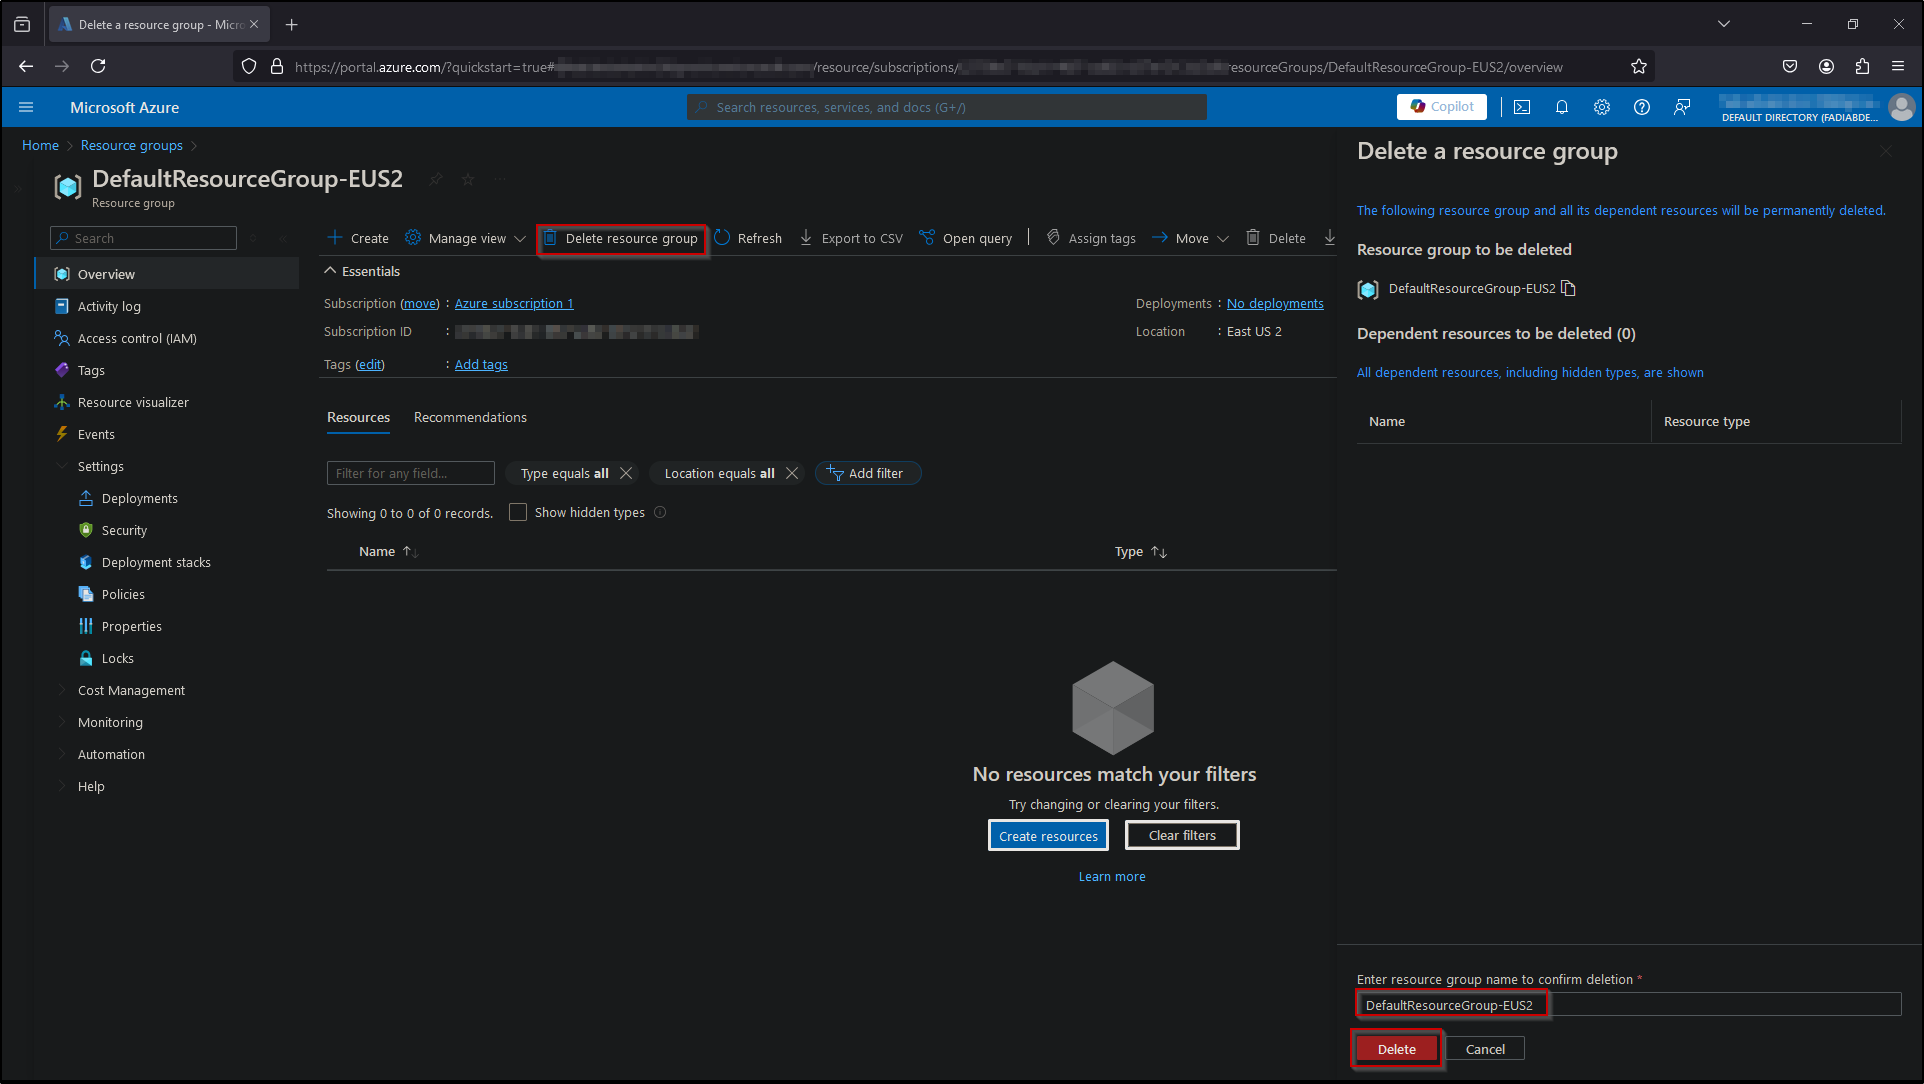 Delete a resource group - Micro
https://portal.azure.com/?quickstart=true# /resource/subscriptions/ resourceGroups/DefaultResourceGroup-EUS2/overview
Microsoft Azure
Search resources, services, and docs (G+/)
Copilot
DEFAULT DIRECTORY (FADIABDE...
Home
Resource groups
DefaultResourceGroup-EUS2
Resource group
Search
Overview
Activity log
Access control (IAM)
Tags
Resource visualizer
Events
Settings
Deployments
Security
Deployment stacks
Policies
Properties
Locks
Cost Management
Monitoring
Automation
Help
Create
Manage view
Delete resource group
Refresh
Export to CSV
Open query
Assign tags
Move
Delete
Essentials
Subscription (move) : Azure subscription 1
Subscription ID :
Tags (edit) : Add tags
Deployments : No deployments
Location : East US 2
Resources
Recommendations
Filter for any field...
Type equals all
Location equals all
Add filter
Showing 0 to 0 of 0 records.
Show hidden types
Name
Type
No resources match your filters
Try changing or clearing your filters.
Create resources
Clear filters
Learn more
Delete a resource group
The following resource group and all its dependent resources will be permanently deleted.
Resource group to be deleted
DefaultResourceGroup-EUS2
Dependent resources to be deleted (0)
All dependent resources, including hidden types, are shown
Name
Resource type
Enter resource group name to confirm deletion *
DefaultResourceGroup-EUS2
Delete
Cancel